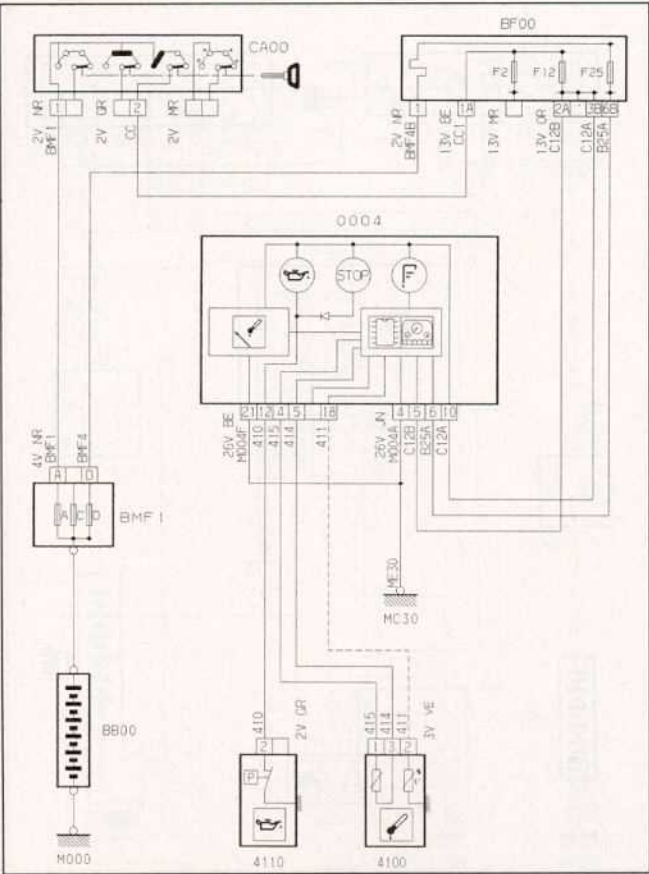 CA00
BF00
F2 F12 F25
1 2
2V NR
BMF1
2V GR
CC
2V MR
1 1A 2A 3B 6B
2V NR
BMF4B
13V BE
CC1
13V MR
13V OR
C12B
C12A
B25A
0004
STOP
21 12 4 5 18 4 5 6 10
26V BE
M004F
410
415
414
411
26V JN
M004A
C12B
B25A
C12A
4V NR
BMF1
BMF4
A D
A C D
BMF1
ME30
MC30
BB00
M000
410
2V GR
2
P
4110
415
414
411
3V VE
1 3 2
4100